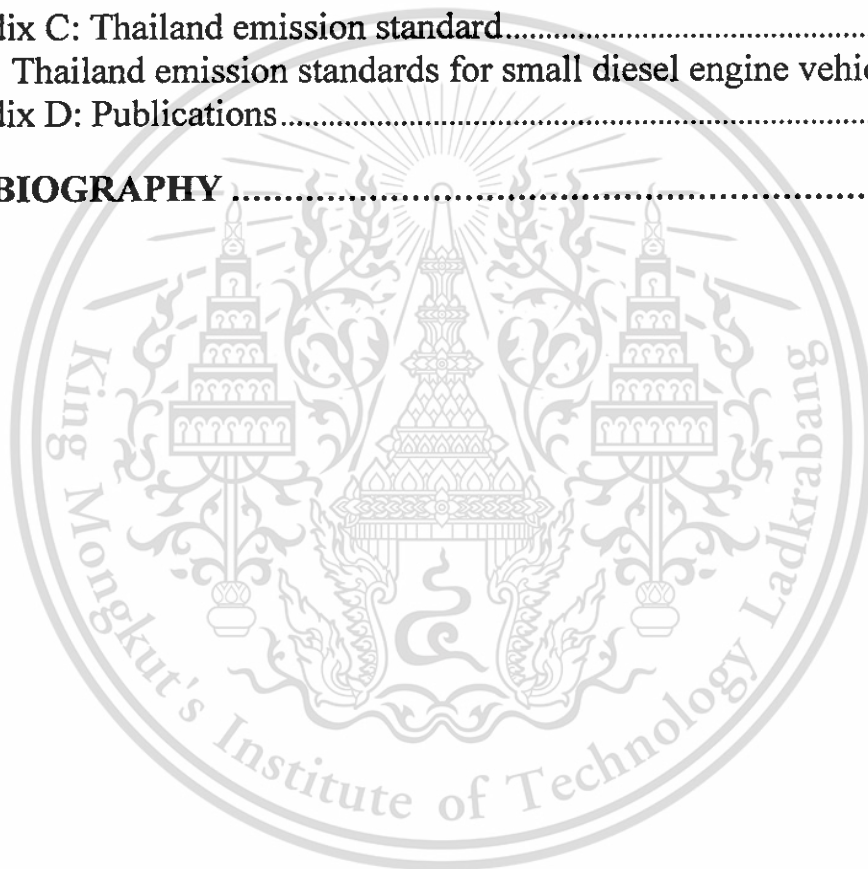 dix C: Thailand emission standard
Thailand emission standards for small diesel engine vehic
dix D: Publications
BIOGRAPHY
King Mongkut's Institute of Technology Ladkrabang